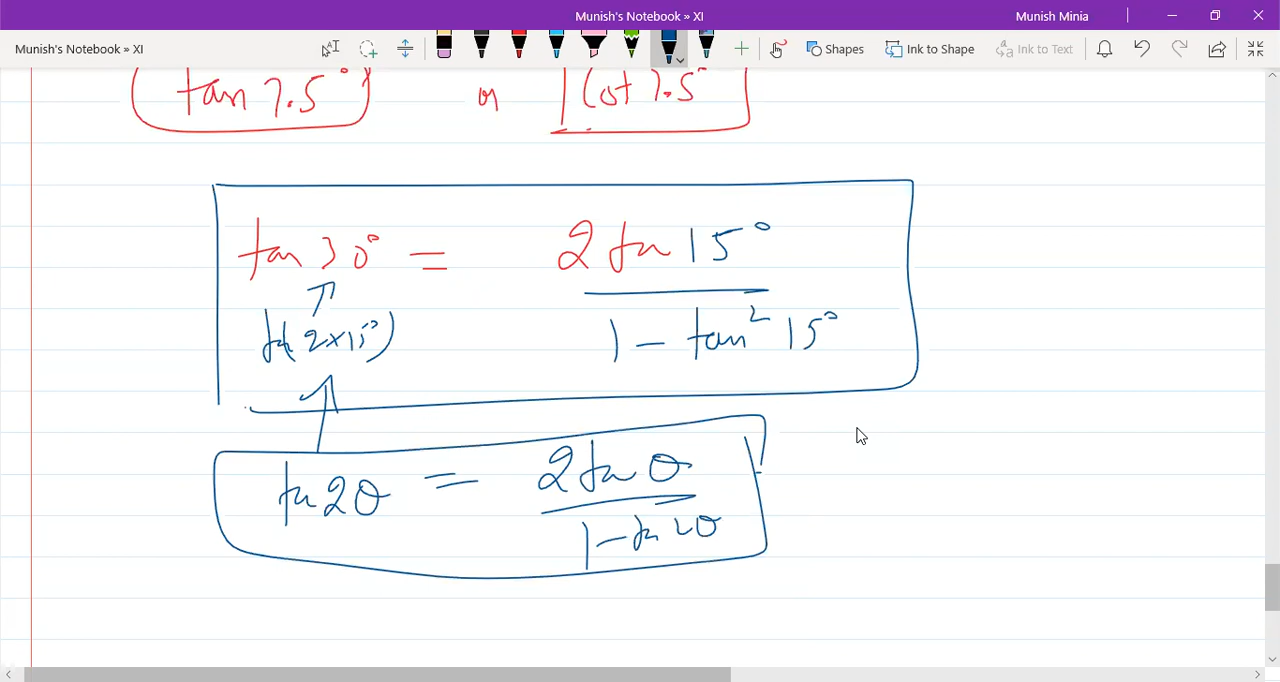 Munish's Notebook » XI
Munish Minia
Munish's Notebook » XI
Shapes
Ink to Shape
Ink to Text
tan 7.5° or cot 7.5°
tan 30° = 2 tan 15° / 1 - tan² 15°
tan(2×15°)
tan 2θ = 2 tan θ / 1 - tan²θ